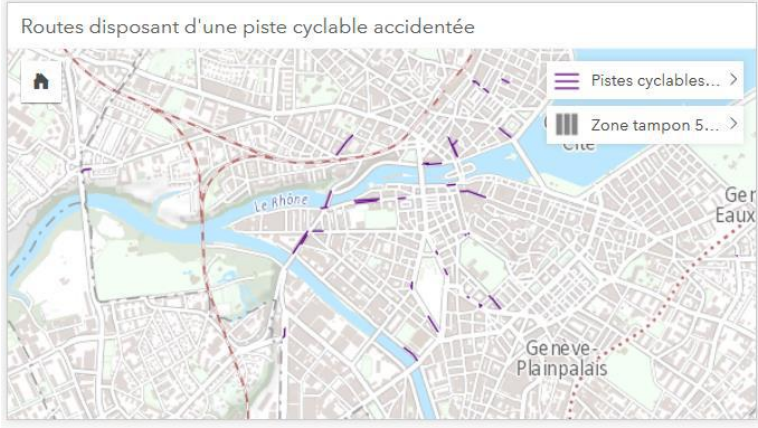 Routes disposant d'une piste cyclable accidentée
Pistes cyclables...
Zone tampon 5...
Cité
Ger
Eaux
Le Rhône
Genève-
Plainpalais